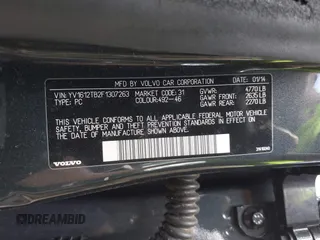 MFD BY VOLVO CAR CORPORATION DATE: 01/14
VIN: YV1612TB2F1307263 MARKET CODE: 31 GVWR: 4770 LB
TYPE: PC COLOUR: 492-46 GAWR FRONT: 2635 LB
GAWR REAR: 2270 LB
THIS VEHICLE CONFORMS TO ALL APPLICABLE U.S. FEDERAL MOTOR VEHICLE
SAFETY, BUMPER AND THEFT PREVENTION STANDARDS IN EFFECT ON
THE DATE OF MANUFACTURE SHOWN ABOVE.
VOLVO
DREAMBID